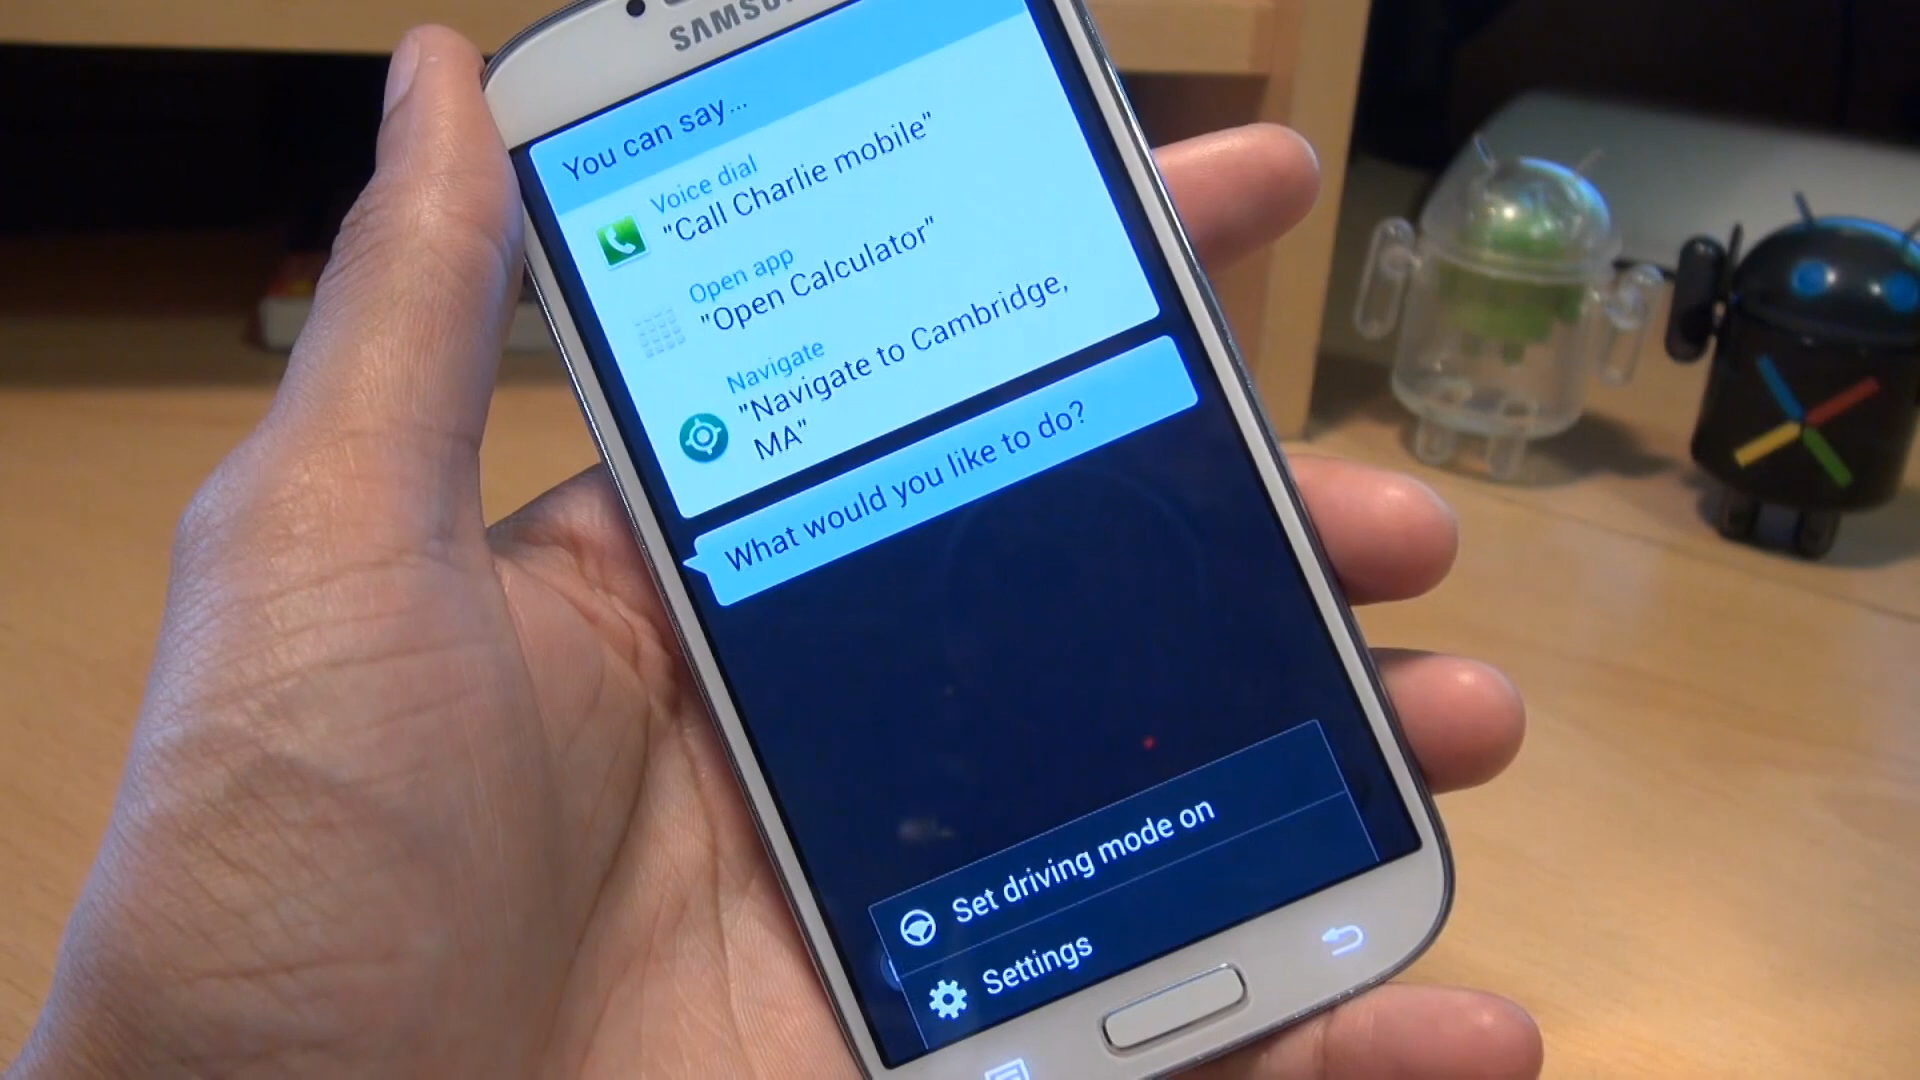 You can say...
Voice dial
"Call Charlie mobile"
Open app
"Open Calculator"
Navigate
"Navigate to Cambridge,
MA"
What would you like to do?
Set driving mode on
Settings